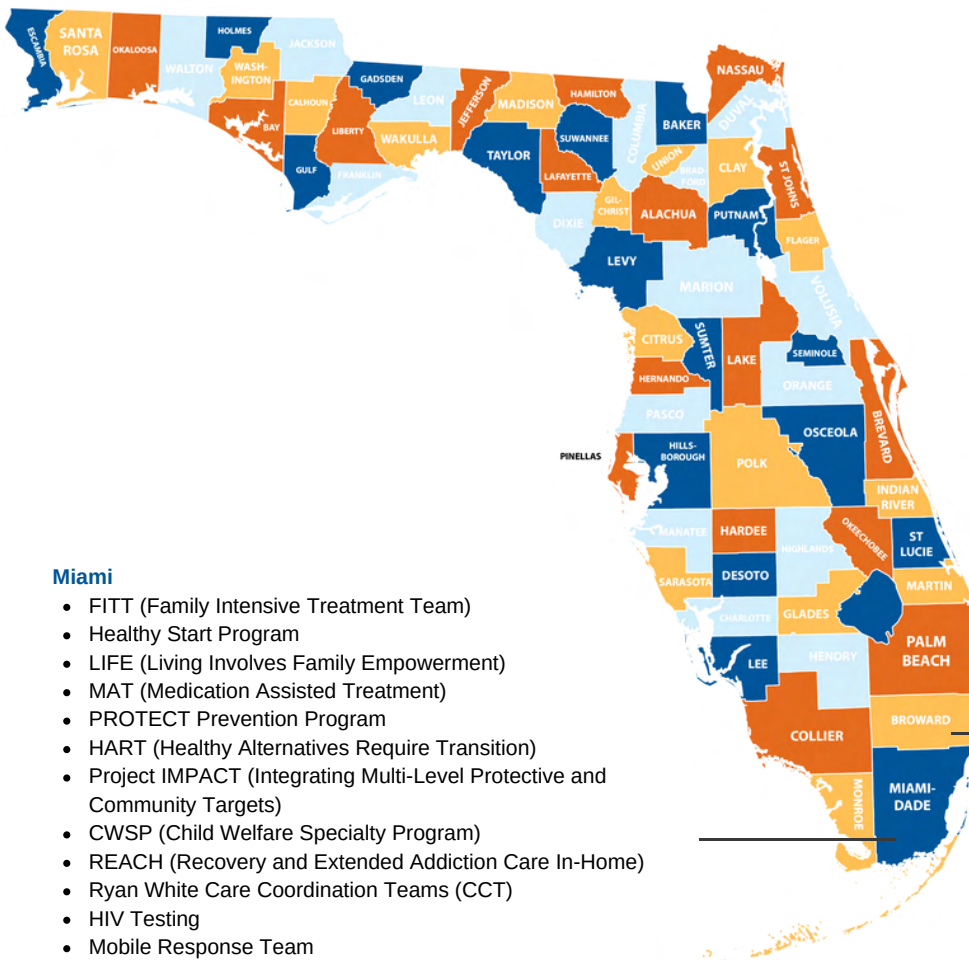 ESCAMBIA
SANTA
ROSA
OKALOOSA
WALTON
HOLMES
WASH-
INGTON
JACKSON
BAY
CALHOUN
GULF
GADSDEN
LIBERTY
FRANKLIN
LEON
WAKULLA
JEFFERSON
MADISON
TAYLOR
HAMILTON
SUWANNEE
LAFAYETTE
DIXIE
COLUMBIA
GIL-
CHRIST
BAKER
UNION
BRAD-
FORD
ALACHUA
LEVY
NASSAU
DUVAL
CLAY
ST JOHNS
PUTNAM
FLAGER
MARION
VOLUSIA
CITRUS
SUMTER
LAKE
SEMINOLE
HERNANDO
ORANGE
PASCO
OSCEOLA
BREVARD
PINELLAS
HILLS-
BOROUGH
POLK
INDIAN
RIVER
MANATEE
HARDEE
HIGHLANDS
OKEECHOBEE
ST
LUCIE
SARASOTA
DESOTO
MARTIN
CHARLOTTE
GLADES
PALM
BEACH
LEE
HENDRY
COLLIER
BROWARD
MONROE
MIAMI-
DADE
Miami
• FITT (Family Intensive Treatment Team)
• Healthy Start Program
• LIFE (Living Involves Family Empowerment)
• MAT (Medication Assisted Treatment)
• PROTECT Prevention Program
• HART (Healthy Alternatives Require Transition)
• Project IMPACT (Integrating Multi-Level Protective and
Community Targets)
• CWSP (Child Welfare Specialty Program)
• REACH (Recovery and Extended Addiction Care In-Home)
• Ryan White Care Coordination Teams (CCT)
• HIV Testing
• Mobile Response Team